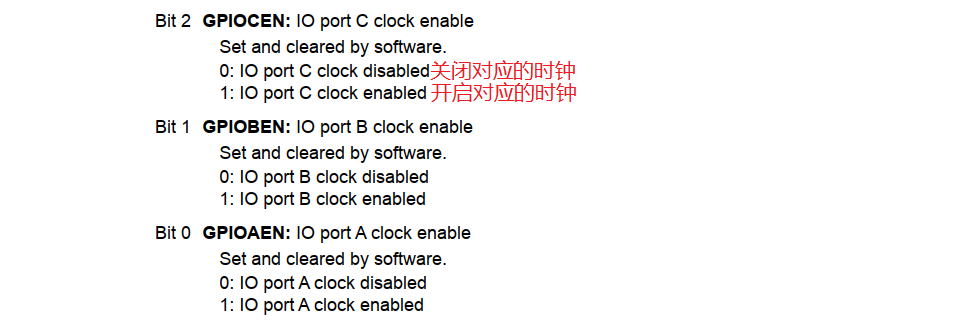 Bit 2 GPIOCEN: IO port C clock enable
Set and cleared by software.
0: IO port C clock disabled关闭对应的时钟
1: IO port C clock enabled 开启对应的时钟
Bit 1 GPIOBEN: IO port B clock enable
Set and cleared by software.
0: IO port B clock disabled
1: IO port B clock enabled
Bit 0 GPIOAEN: IO port A clock enable
Set and cleared by software.
0: IO port A clock disabled
1: IO port A clock enabled